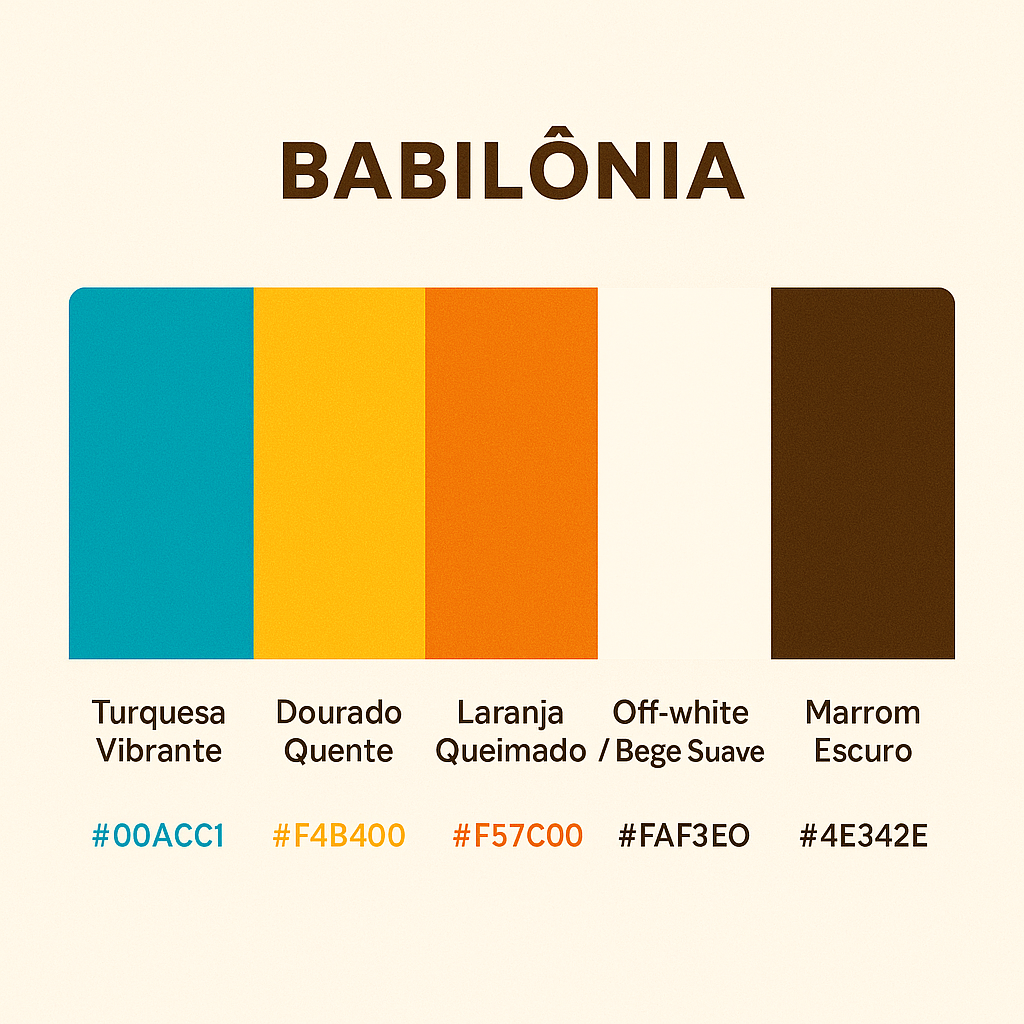 BABILÔNIA
Turquesa
Vibrante
Dourado
Quente
Laranja
Queimado
Off-white
/ Bege Suave
Marrom
Escuro
#00ACC1
#F4B400
#F57C00
#FAF3EO
#4E342E